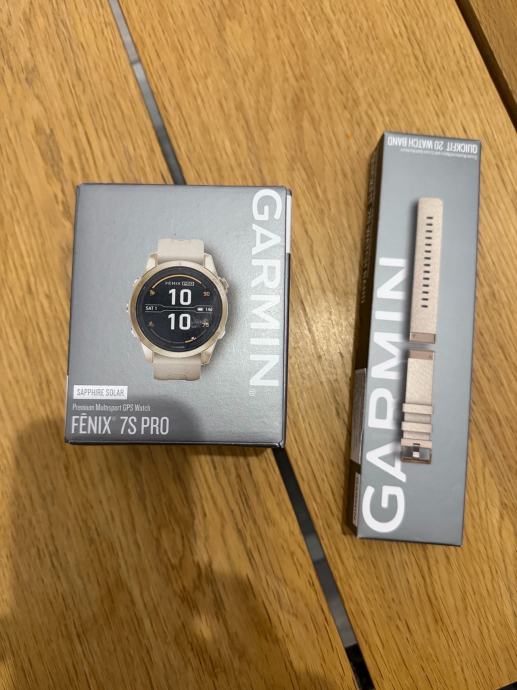 GARMIN
FĒNIX PRO
10
SAT 1
10
SAPPHIRE SOLAR
Premium Multisport GPS Watch
FĒNIX® 7S PRO
QUICKFIT 20 WATCH BAND
GARMIN